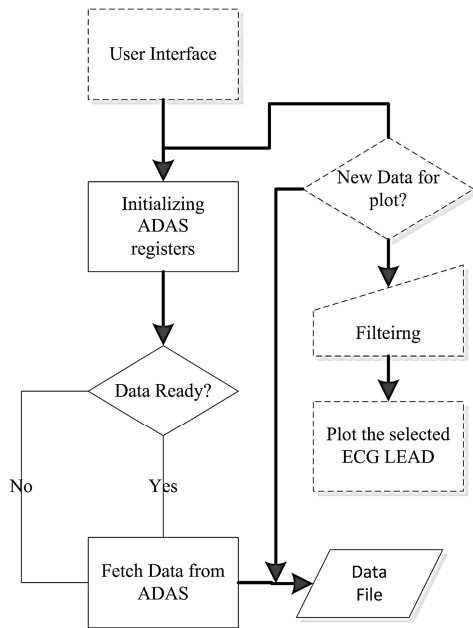 User Interface
Initializing
ADAS
registers
Data Ready?
No
Yes
Fetch Data from
ADAS
New Data for
plot?
Filteirng
Plot the selected
ECG LEAD
Data
File